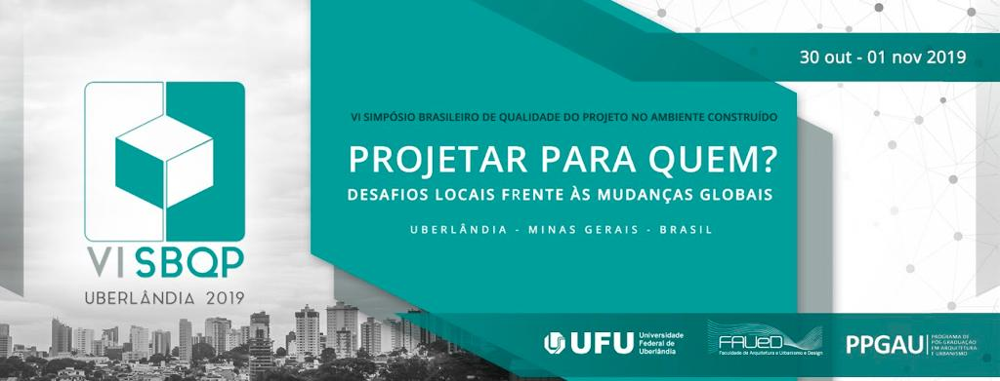 30 out - 01 nov 2019
VI SIMPÓSIO BRASILEIRO DE QUALIDADE DO PROJETO NO AMBIENTE CONSTRUÍDO
PROJETAR PARA QUEM?
DESAFIOS LOCAIS FRENTE ÀS MUDANÇAS GLOBAIS
UBERLÂNDIA - MINAS GERAIS - BRASIL
VI SBQP
UBERLÂNDIA 2019
UFU
Universidade
Federal de
Uberlândia
FAUeD
Faculdade de Arquitetura e Urbanismo e Design
PPGAU
PROGRAMA DE
PÓS-GRADUAÇÃO
EM ARQUITETURA
E URBANISMO